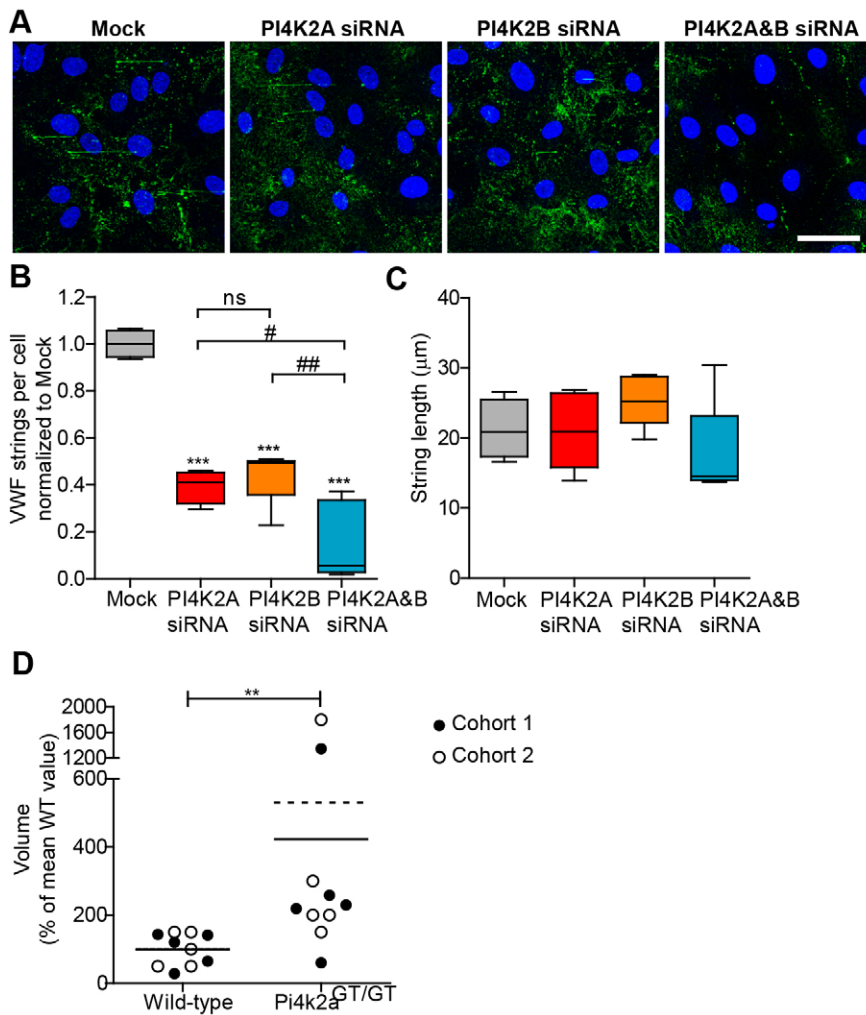 A
Mock
PI4K2A siRNA
PI4K2B siRNA
PI4K2A&B siRNA
B
VWF strings per cell
normalized to Mock
1.2
1.0
0.8
0.6
0.4
0.2
0.0
ns
#
##
***
***
***
Mock
PI4K2A
siRNA
PI4K2B
siRNA
PI4K2A&B
siRNA
C
String length (μm)
40
30
20
10
0
Mock
PI4K2A
siRNA
PI4K2B
siRNA
PI4K2A&B
siRNA
D
Volume
(% of mean WT value)
2000
1600
1200
600
400
200
0
**
Cohort 1
Cohort 2
Wild-type
Pi4k2a GT/GT